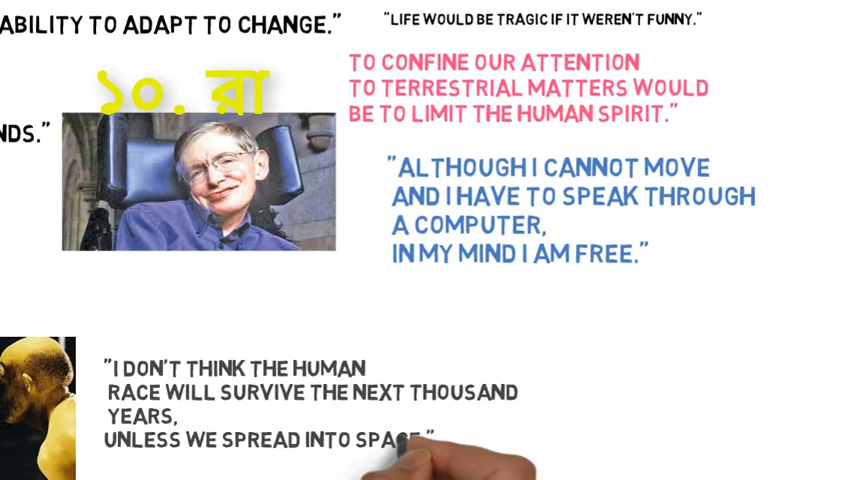 ABILITY TO ADAPT TO CHANGE."
"LIFE WOULD BE TRAGIC IF IT WEREN'T FUNNY."
১০. রা
TO CONFINE OUR ATTENTION
TO TERRESTRIAL MATTERS WOULD
BE TO LIMIT THE HUMAN SPIRIT."
NDS."
"ALTHOUGH I CANNOT MOVE
AND I HAVE TO SPEAK THROUGH
A COMPUTER,
IN MY MIND I AM FREE."
"I DON'T THINK THE HUMAN
RACE WILL SURVIVE THE NEXT THOUSAND
YEARS,
UNLESS WE SPREAD INTO SPACE."